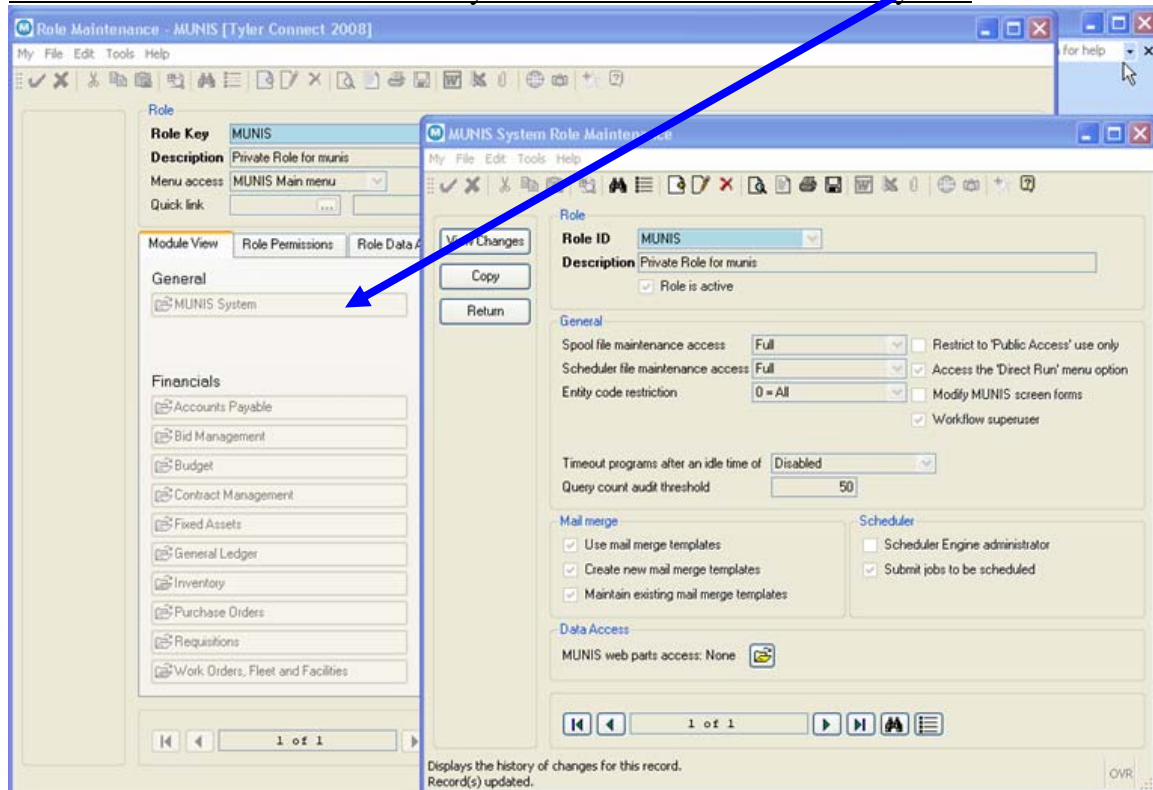 Role Maintenance - MUNIS [Tyler Connect 2008]
My File Edit Tools Help
for help
Role
Role Key MUNIS
Description Private Role for munis
Menu access MUNIS Main menu
Quick link ...
Module View Role Permissions Role Data A
General
MUNIS System
Financials
Accounts Payable
Bid Management
Budget
Contract Management
Fixed Assets
General Ledger
Inventory
Purchase Orders
Requisitions
Work Orders, Fleet and Facilities
1 of 1
MUNIS System Role Maintenance
My File Edit Tools Help
View Changes
Copy
Return
Role
Role ID MUNIS
Description Private Role for munis
Role is active
General
Spool file maintenance access Full Restrict to 'Public Access' use only
Scheduler file maintenance access Full Access the 'Direct Run' menu option
Entity code restriction 0 = All Modify MUNIS screen forms
Workflow superuser
Timeout programs after an idle time of Disabled
Query count audit threshold 50
Mail merge
Use mail merge templates
Create new mail merge templates
Maintain existing mail merge templates
Scheduler
Scheduler Engine administrator
Submit jobs to be scheduled
Data Access
MUNIS web parts access: None
1 of 1
Displays the history of changes for this record.
Record(s) updated.
OVR